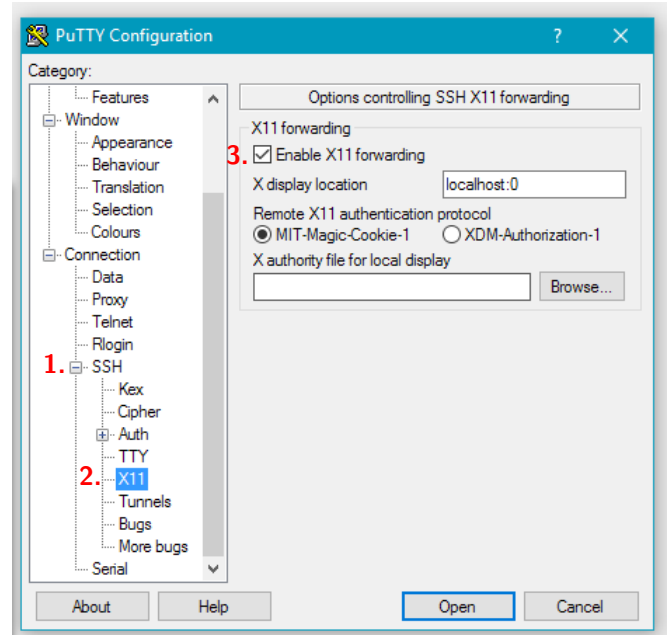 PuTTY Configuration
Category:
Features
Window
Appearance
Behaviour
Translation
Selection
Colours
Connection
Data
Proxy
Telnet
Rlogin
1. SSH
Kex
Cipher
Auth
TTY
2. X11
Tunnels
Bugs
More bugs
Serial
Options controlling SSH X11 forwarding
X11 forwarding
3. Enable X11 forwarding
X display location localhost:0
Remote X11 authentication protocol
MIT-Magic-Cookie-1 XDM-Authorization-1
X authority file for local display
Browse...
About Help Open Cancel